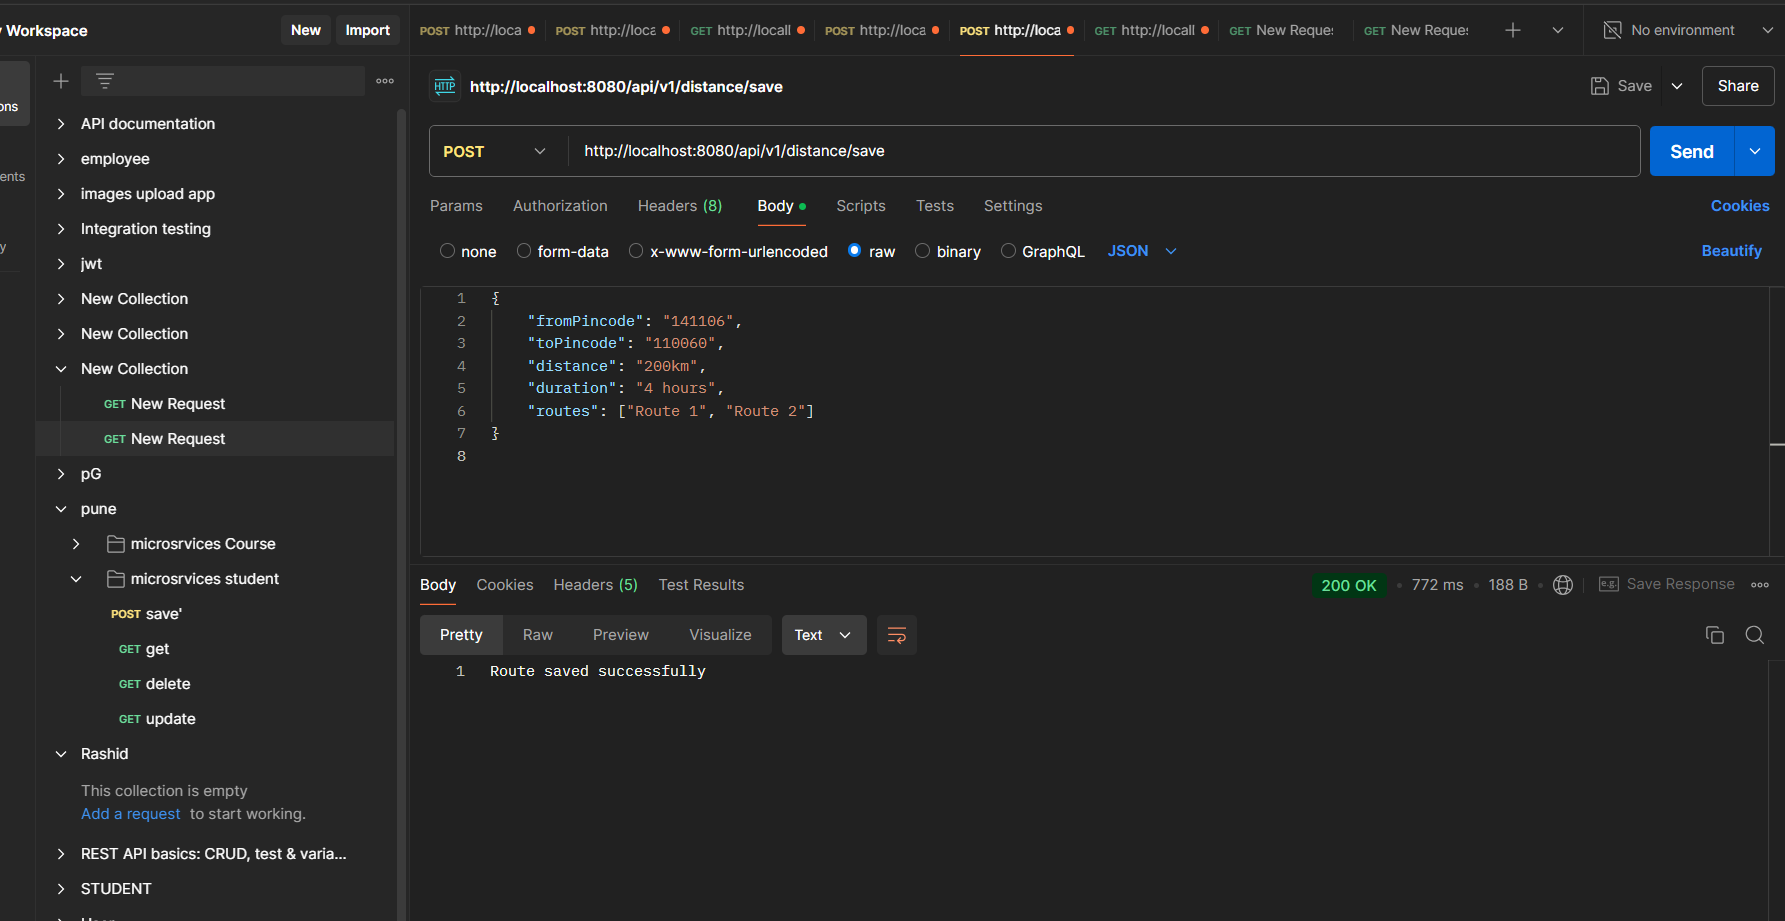 y Workspace
New
Import
POST http://loca
POST http://loca
GET http://locall
POST http://loca
POST http://loca
GET http://locall
GET New Reques
GET New Reques
No environment
ons
ents
y
API documentation
employee
images upload app
Integration testing
jwt
New Collection
New Collection
New Collection
GET New Request
GET New Request
pG
pune
microsrvices Course
microsrvices student
POST save'
GET get
GET delete
GET update
Rashid
This collection is empty
Add a request to start working.
REST API basics: CRUD, test & varia...
STUDENT
HTTP http://localhost:8080/api/v1/distance/save
Save
Share
POST
http://localhost:8080/api/v1/distance/save
Send
Params
Authorization
Headers (8)
Body
Scripts
Tests
Settings
Cookies
none
form-data
x-www-form-urlencoded
raw
binary
GraphQL
JSON
Beautify
1 {
2 "fromPincode": "141106",
3 "toPincode": "110060",
4 "distance": "200km",
5 "duration": "4 hours",
6 "routes": ["Route 1", "Route 2"]
7 }
8
Body
Cookies
Headers (5)
Test Results
200 OK
772 ms
188 B
e.g.
Save Response
Pretty
Raw
Preview
Visualize
Text
1 Route saved successfully